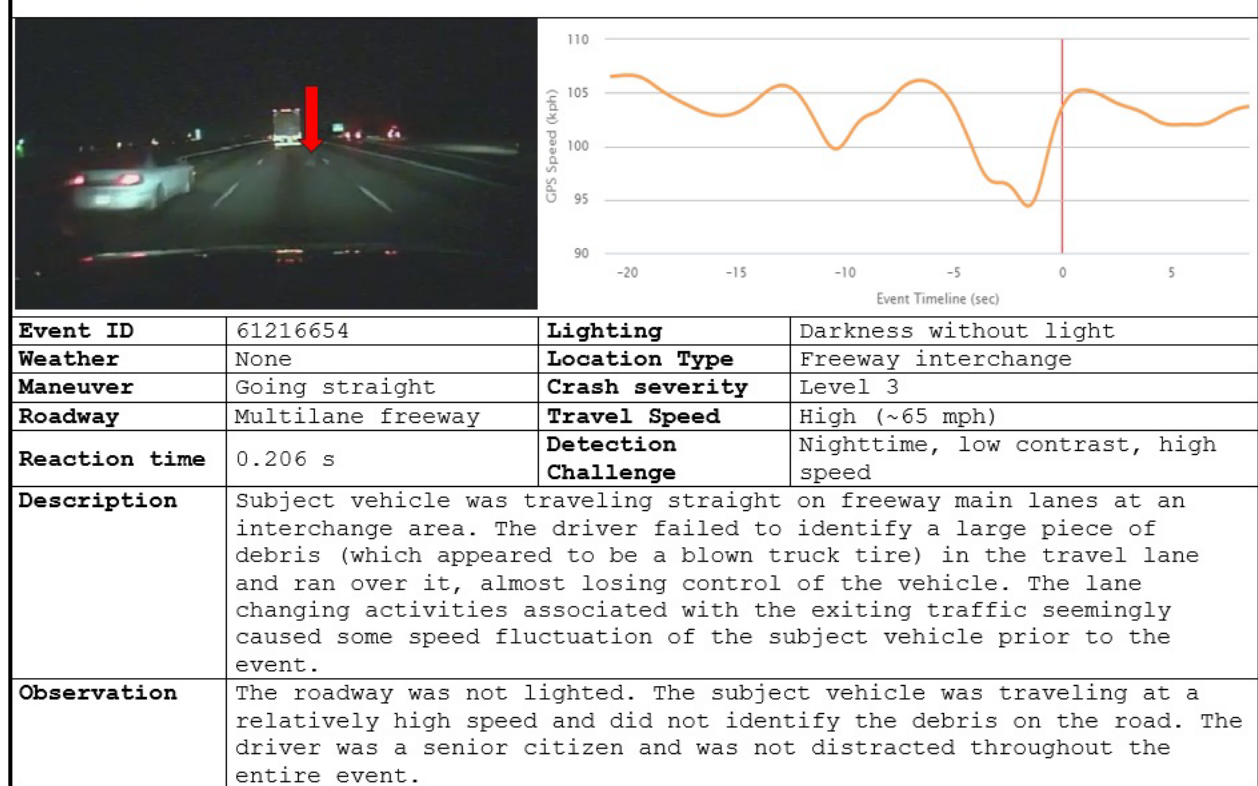 110
105
100
95
90
GPS Speed (kph)
-20 -15 -10 -5 0 5
Event Timeline (sec)
Event ID 61216654 Lighting Darkness without light
Weather None Location Type Freeway interchange
Maneuver Going straight Crash severity Level 3
Roadway Multilane freeway Travel Speed High (~65 mph)
Reaction time 0.206 s Detection Challenge Nighttime, low contrast, high speed
Description Subject vehicle was traveling straight on freeway main lanes at an
interchange area. The driver failed to identify a large piece of
debris (which appeared to be a blown truck tire) in the travel lane
and ran over it, almost losing control of the vehicle. The lane
changing activities associated with the exiting traffic seemingly
caused some speed fluctuation of the subject vehicle prior to the
event.
Observation The roadway was not lighted. The subject vehicle was traveling at a
relatively high speed and did not identify the debris on the road. The
driver was a senior citizen and was not distracted throughout the
entire event.